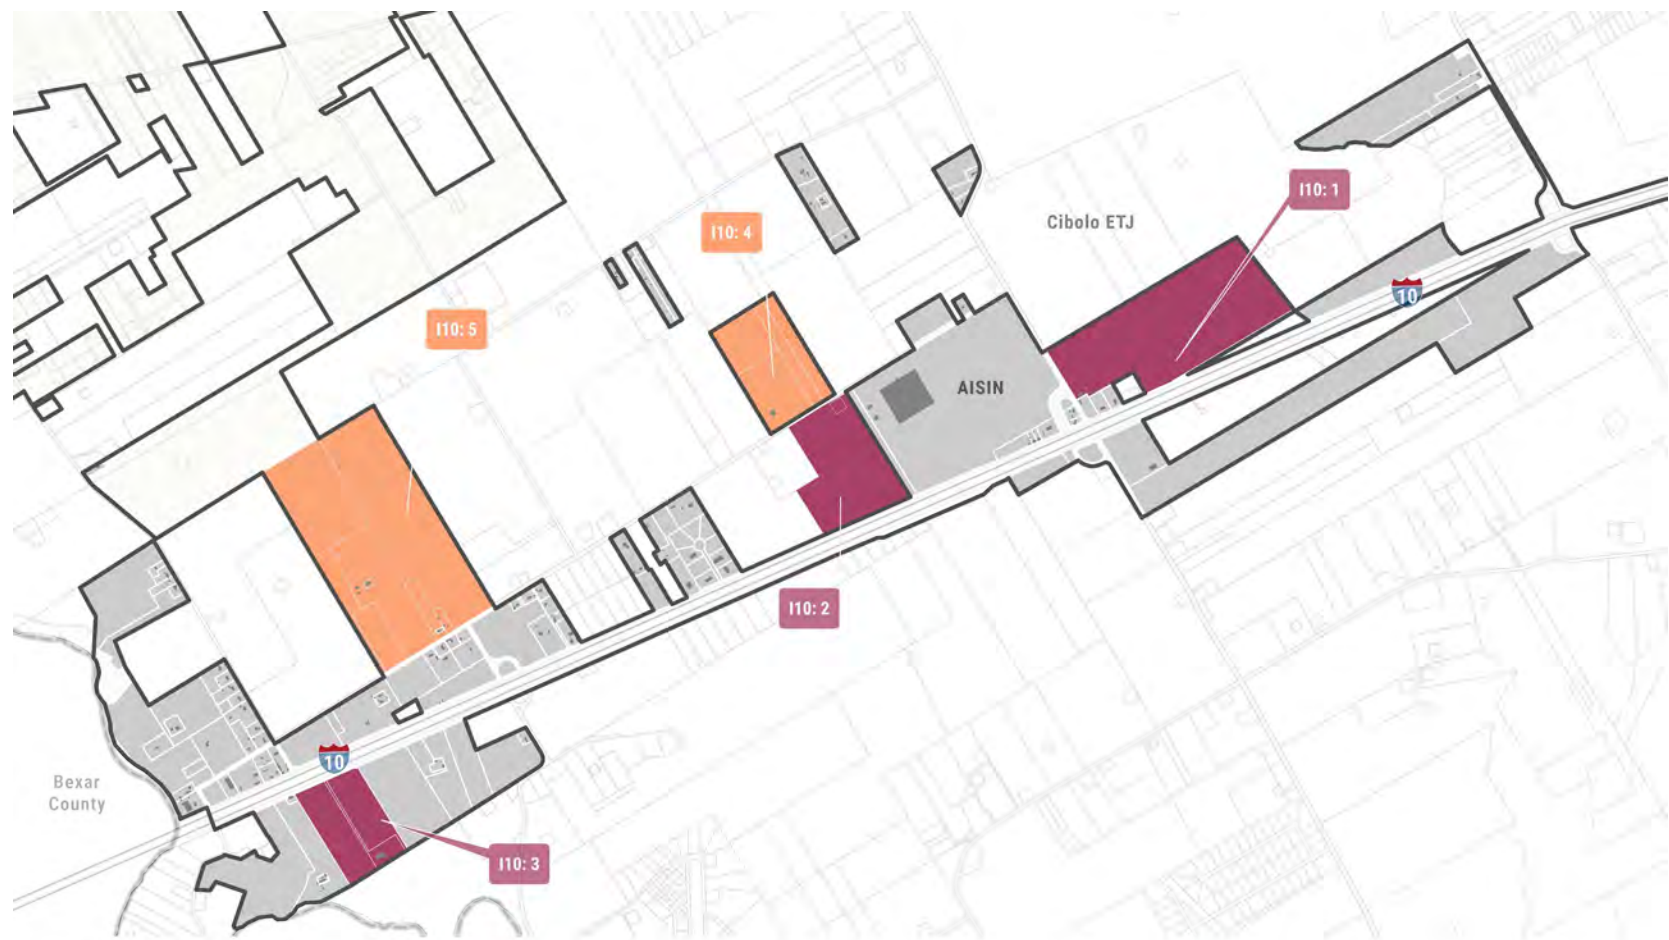 I10: 1
I10: 4
Cibolo ETJ
10
I10: 5
AISIN
I10: 2
10
Bexar
County
I10: 3